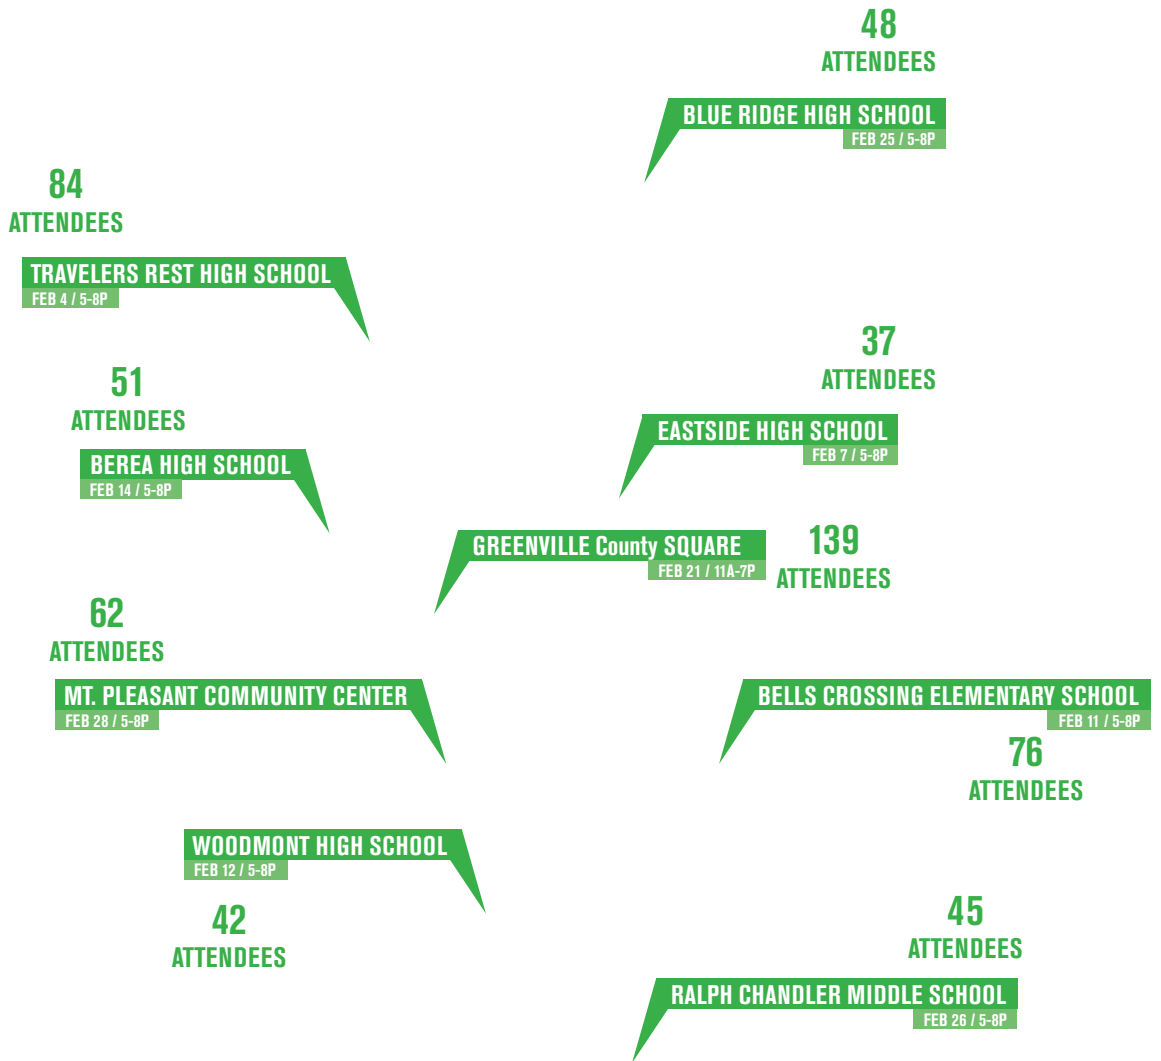 48
ATTENDEES
BLUE RIDGE HIGH SCHOOL
FEB 25 / 5-8P
84
ATTENDEES
TRAVELERS REST HIGH SCHOOL
FEB 4 / 5-8P
37
ATTENDEES
EASTSIDE HIGH SCHOOL
FEB 7 / 5-8P
51
ATTENDEES
BEREA HIGH SCHOOL
FEB 14 / 5-8P
GREENVILLE County SQUARE
FEB 21 / 11A-7P
139
ATTENDEES
62
ATTENDEES
MT. PLEASANT COMMUNITY CENTER
FEB 28 / 5-8P
BELLS CROSSING ELEMENTARY SCHOOL
FEB 11 / 5-8P
76
ATTENDEES
WOODMONT HIGH SCHOOL
FEB 12 / 5-8P
42
ATTENDEES
45
ATTENDEES
RALPH CHANDLER MIDDLE SCHOOL
FEB 26 / 5-8P